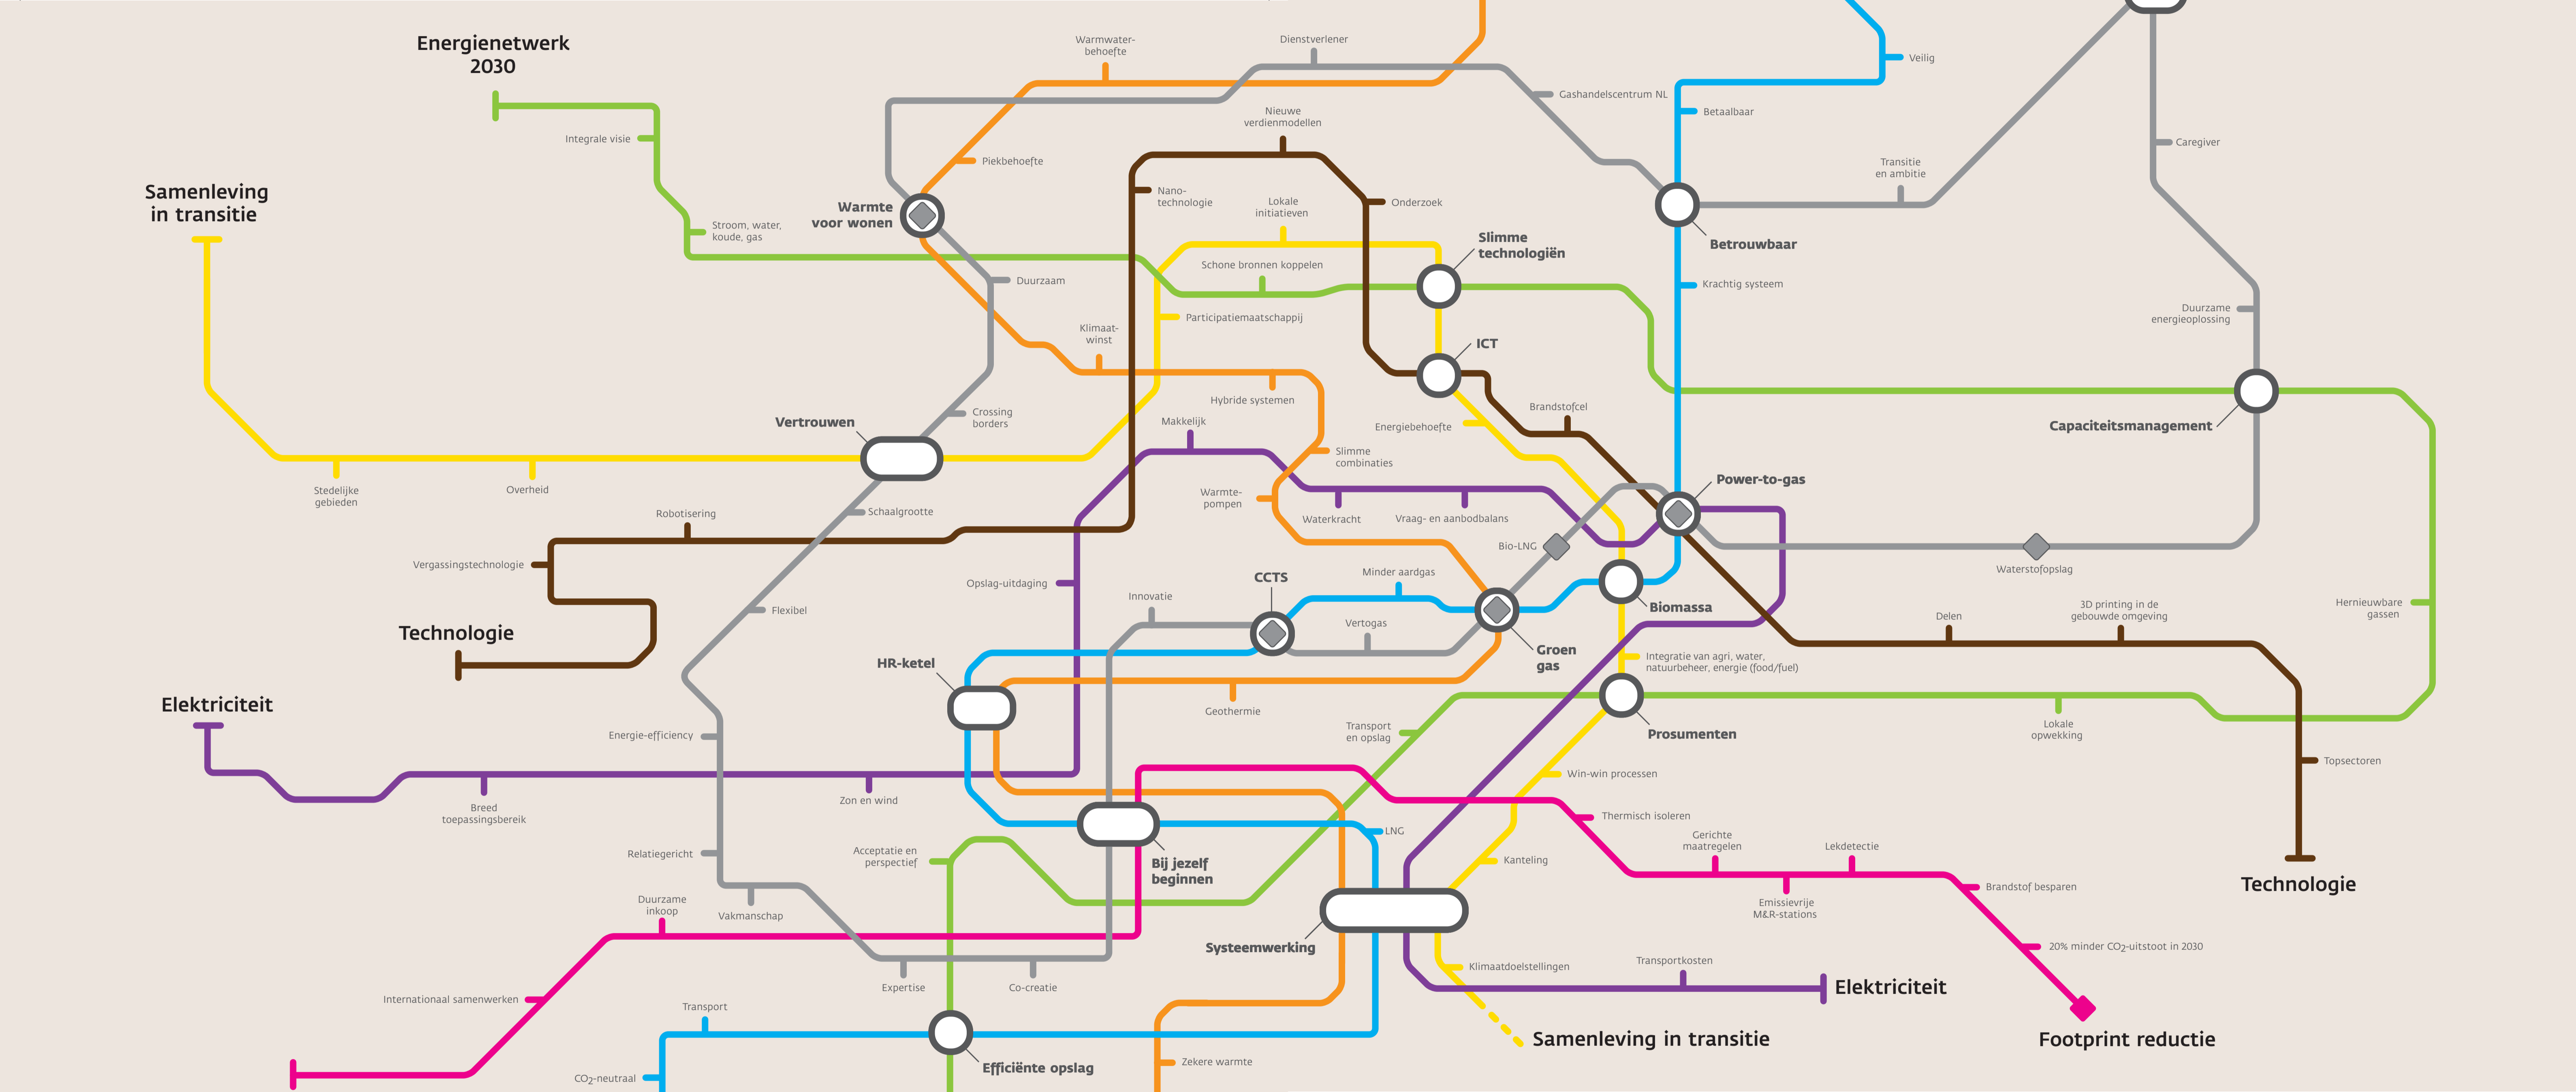 Energienetwerk
2030
Warmwater-
behoefte
Dienstverlener
Veilig
Gashandelscentrum NL
Betaalbaar
Integrale visie
Nieuwe
verdienmodellen
Caregiver
Piekbehoefte
Transitie
en ambitie
Samenleving
in transitie
Nano-
technologie
Onderzoek
Lokale
initiatieven
Warmte
voor wonen
Stroom, water,
koude, gas
Slimme
technologiën
Betrouwbaar
Schone bronnen koppelen
Duurzaam
Krachtig systeem
Participatiemaatschappij
Duurzame
energieoplossing
Klimaat-
winst
ICT
Hybride systemen
Brandstofcel
Crossing
borders
Vertrouwen
Makkelijk
Energiebehoefte
Capaciteitsmanagement
Slimme
combinaties
Stedelijke
gebieden
Overheid
Power-to-gas
Warmte-
pompen
Schaalgrootte
Robotisering
Waterkracht
Vraag- en aanbodbalans
Bio-LNG
Vergassingstechnologie
Waterstofopslag
Opslag-uitdaging
CCTS
Minder aardgas
Innovatie
Biomassa
Flexibel
Hernieuwbare
gassen
Vertogas
Delen
3D printing in de
gebouwde omgeving
Technologie
Groen
gas
HR-ketel
Integratie van agri, water,
natuurbeheer, energie (food/fuel)
Elektriciteit
Geothermie
Energie-efficiency
Transport
en opslag
Prosumenten
Lokale
opwekking
Topsectoren
Win-win processen
Breed
toepassingsbereik
Zon en wind
Thermisch isoleren
LNG
Gerichte
maatregelen
Lekdetectie
Relatiegericht
Acceptatie en
perspectief
Bij jezelf
beginnen
Kanteling
Technologie
Brandstof besparen
Duurzame
inkoop
Vakmanschap
Emissievrije
M&R-stations
Systeemwerking
20% minder CO2-uitstoot in 2030
Klimaatdoelstellingen
Transportkosten
Expertise
Co-creatie
Elektriciteit
Internationaal samenwerken
Transport
Samenleving in transitie
Footprint reductie
Efficiënte opslag
Zekere warmte
CO2-neutraal